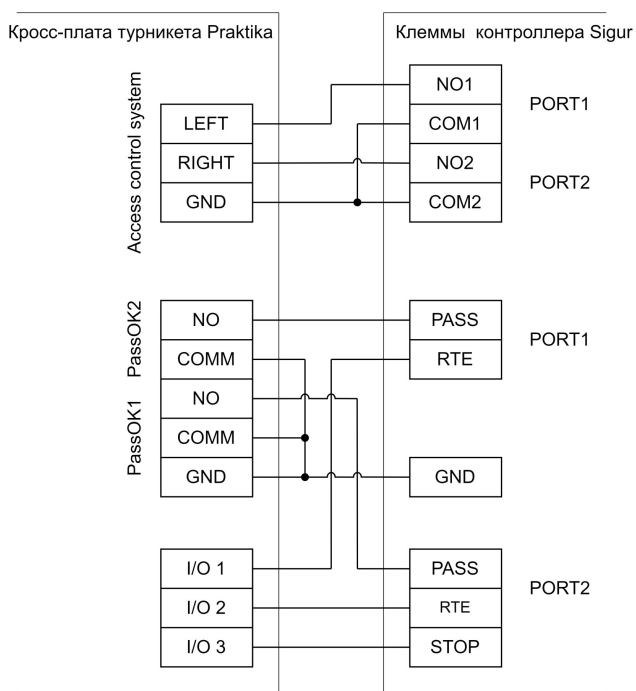 Кросс-плата турникета Praktika
Клеммы контроллера Sigur
Access control system
LEFT
RIGHT
GND
NO1
COM1
NO2
COM2
PORT1
PORT2
PassOK2
PassOK1
NO
COMM
NO
COMM
GND
PASS
RTE
PORT1
GND
I/O 1
I/O 2
I/O 3
PASS
RTE
STOP
PORT2